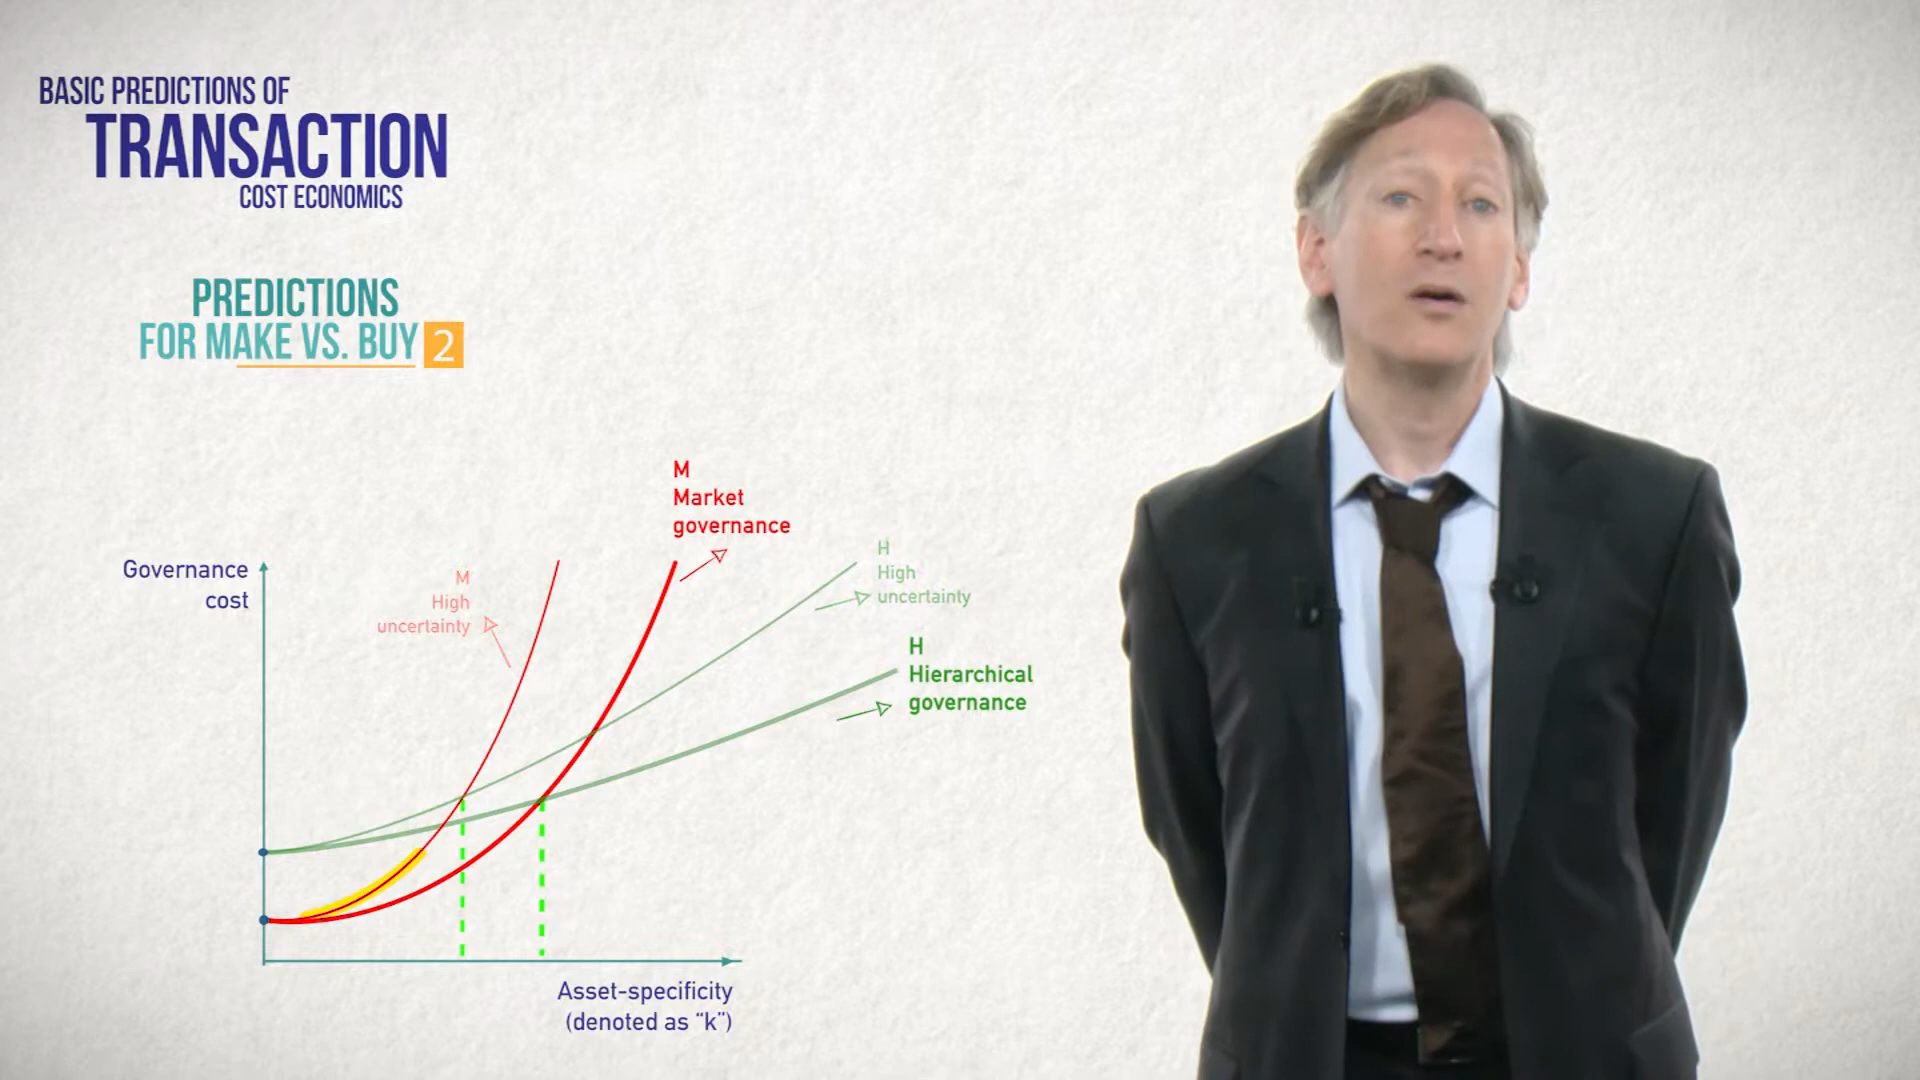 BASIC PREDICTIONS OF
TRANSACTION
COST ECONOMICS
PREDICTIONS
FOR MAKE VS. BUY 2
M
Market
governance
H
High
uncertainty
Governance
cost
M
High
uncertainty
H
Hierarchical
governance
Asset-specificity
(denoted as “k”)